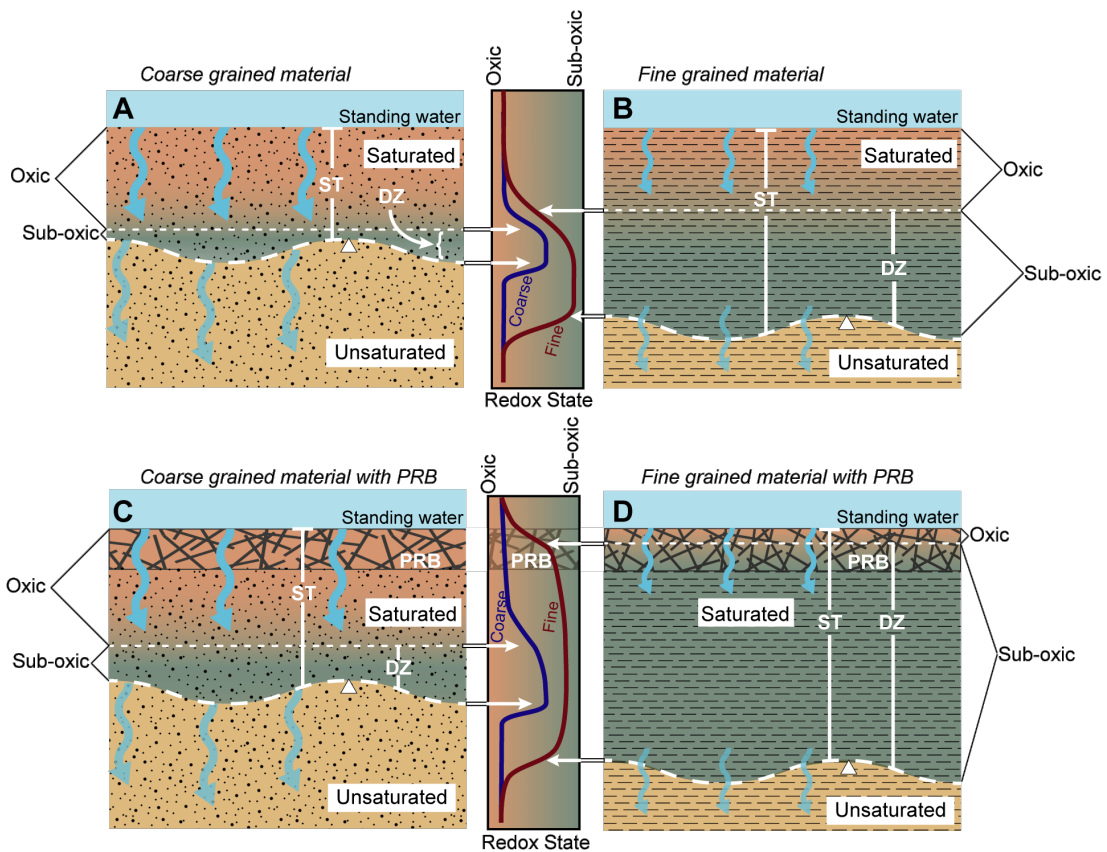 Coarse grained material
Oxic
Sub-oxic
Fine grained material
A
Standing water
Saturated
ST
DZ
Oxic
Sub-oxic
Unsaturated
Coarse
Fine
Redox State
B
Standing water
Saturated
ST
DZ
Unsaturated
Oxic
Sub-oxic
Coarse grained material with PRB
Oxic
Sub-oxic
Fine grained material with PRB
C
Standing water
PRB
ST
Saturated
DZ
Oxic
Sub-oxic
Unsaturated
PRB
Coarse
Fine
Redox State
D
Standing water
PRB
Saturated
ST
DZ
Unsaturated
Oxic
Sub-oxic